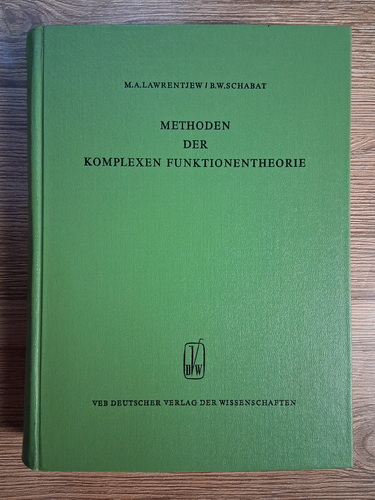 M.A.LAWRENTJEW / B.W.SCHABAT
METHODEN
DER
KOMPLEXEN FUNKTIONENTHEORIE
DVW
VEB DEUTSCHER VERLAG DER WISSENSCHAFTEN